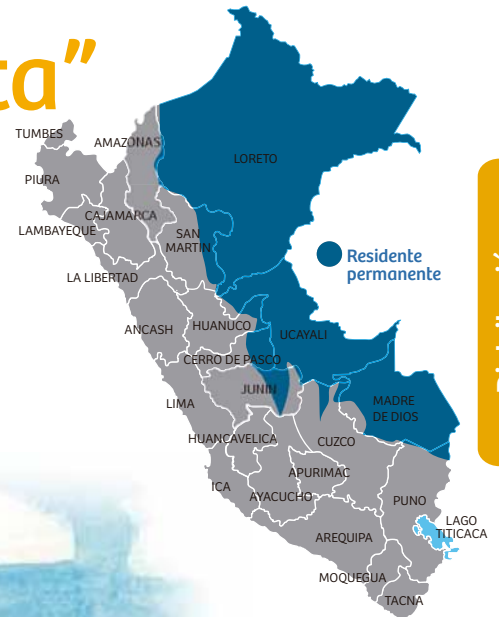 ta”
TUMBES
AMAZONAS
PIURA
LORETO
CAJAMARCA
LAMBAYEQUE
SAN
MARTIN
Residente
permanente
LA LIBERTAD
ANCASH
HUANUCO
UCAYALI
CERRO DE PASCO
JUNIN
LIMA
MADRE
DE DIOS
HUANCAVELICA
CUZCO
APURIMAC
ICA
AYACUCHO
PUNO
LAGO
TITICACA
AREQUIPA
MOQUEGUA
TACNA